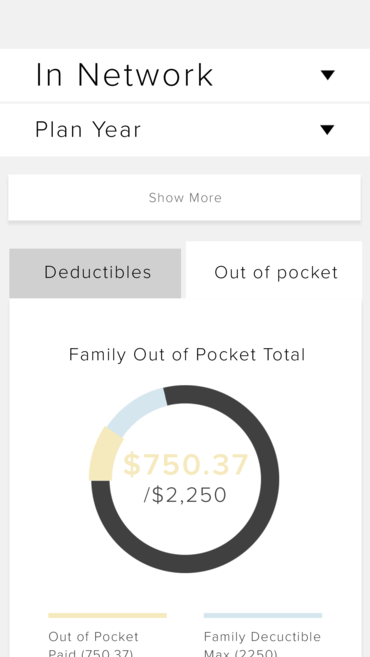 In Network
Plan Year
Show More
Deductibles
Out of pocket
Family Out of Pocket Total
$750.37
/$2,250
Out of Pocket
Paid (750.37)
Family Deductible
Max (2250)